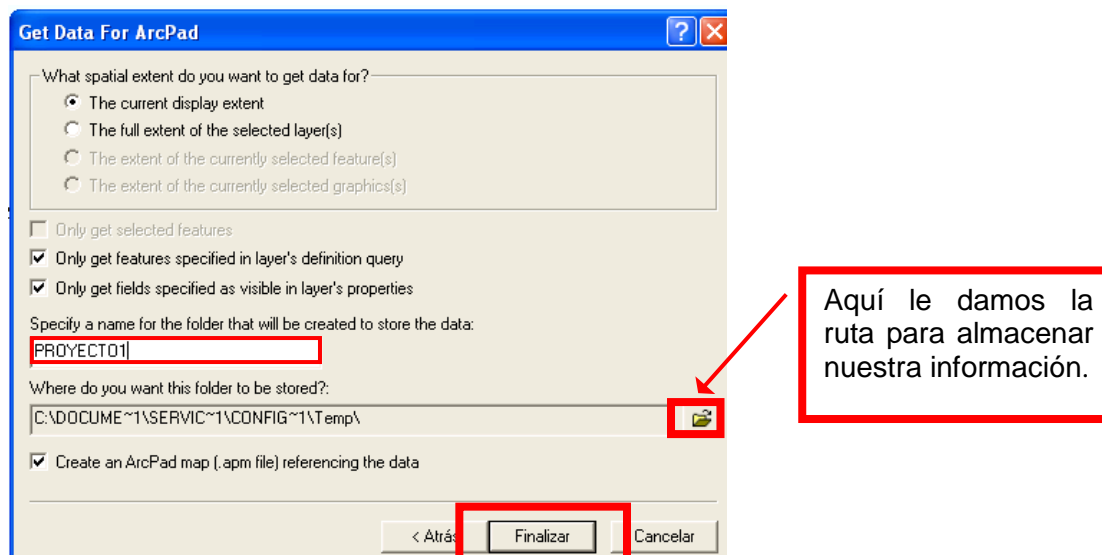 Get Data For ArcPad
What spatial extent do you want to get data for?
The current display extent
The full extent of the selected layer(s)
The extent of the currently selected feature(s)
The extent of the currently selected graphics(s)
Only get selected features
Only get features specified in layer's definition query
Only get fields specified as visible in layer's properties
Specify a name for the folder that will be created to store the data:
PROYECTO1
Where do you want this folder to be stored?:
C:\DOCUME~1\SERVIC~1\CONFIG~1\Temp\
Create an ArcPad map (.apm file) referencing the data
< Atrás Finalizar Cancelar
Aquí le damos la
ruta para almacenar
nuestra información.